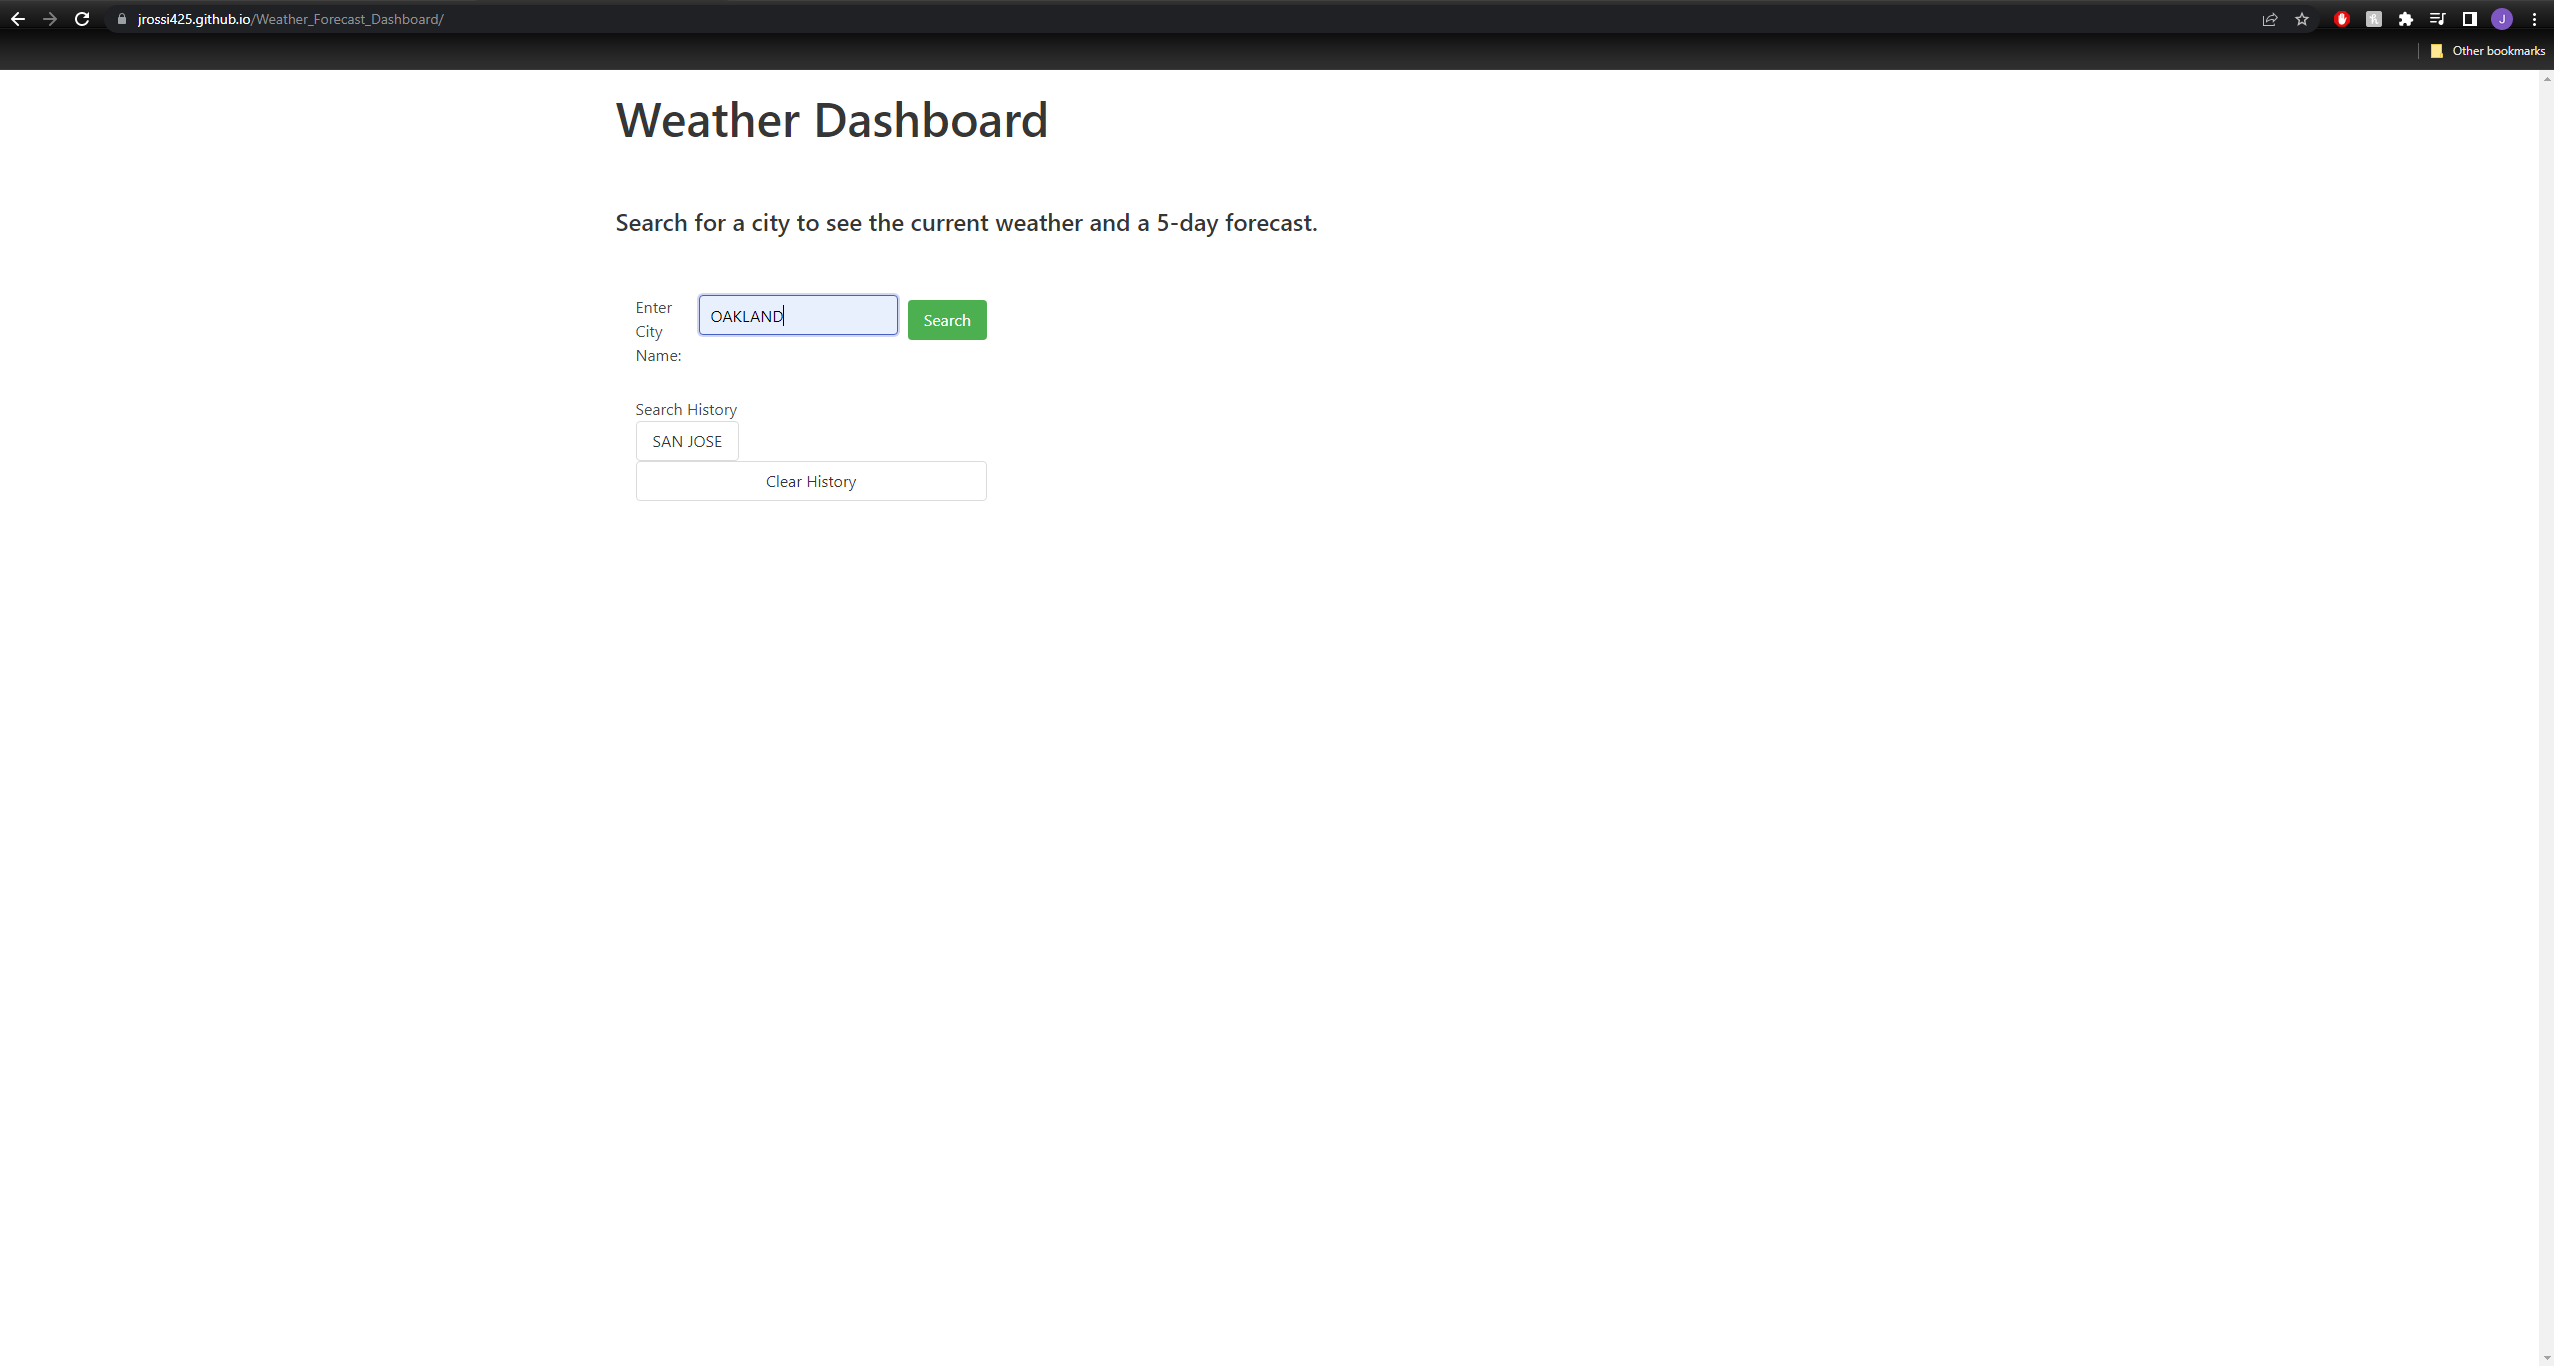 jrossi425.github.io/Weather_Forecast_Dashboard/
J
Other bookmarks
Weather Dashboard
Search for a city to see the current weather and a 5-day forecast.
Enter
City
Name:
OAKLAND
Search
Search History
SAN JOSE
Clear History